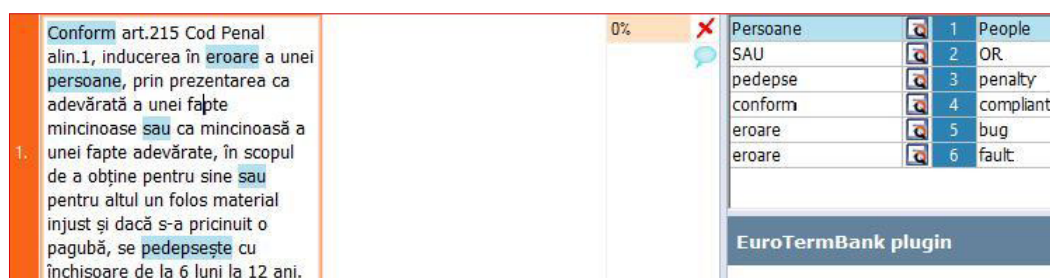 1.
Conform art.215 Cod Penal
alin.1, inducerea în eroare a unei
persoane, prin prezentarea ca
adevărată a unei fapte
mincinoase sau ca mincinoasă a
unei fapte adevărate, în scopul
de a obține pentru sine sau
pentru altul un folos material
injust și dacă s-a pricinuit o
pagubă, se pedepsește cu
închisoare de la 6 luni la 12 ani.
0%
Persoane 1 People
SAU 2 OR
pedepse 3 penalty
conform 4 compliant
eroare 5 bug
eroare 6 fault
EuroTermBank plugin